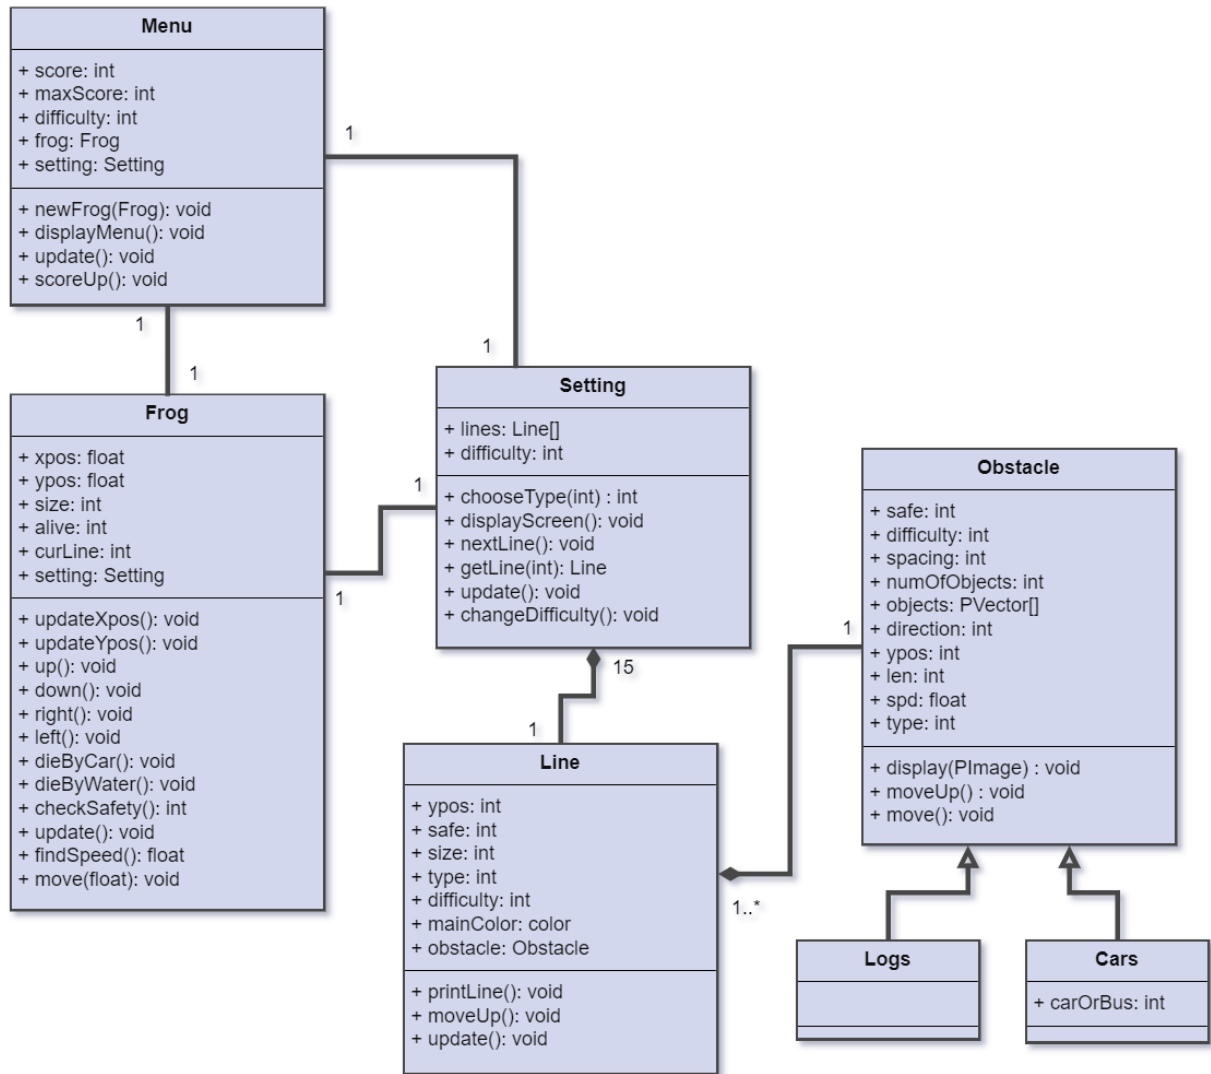 Menu
+ score: int
+ maxScore: int
+ difficulty: int
+ frog: Frog
+ setting: Setting
+ newFrog(Frog): void
+ displayMenu(): void
+ update(): void
+ scoreUp(): void
1
1
1
1
Frog
+ xpos: float
+ ypos: float
+ size: int
+ alive: int
+ curLine: int
+ setting: Setting
+ updateXpos(): void
+ updateYpos(): void
+ up(): void
+ down(): void
+ right(): void
+ left(): void
+ dieByCar(): void
+ dieByWater(): void
+ checkSafety(): int
+ update(): void
+ findSpeed(): float
+ move(float): void
1
1
Setting
+ lines: Line[]
+ difficulty: int
+ chooseType(int) : int
+ displayScreen(): void
+ nextLine(): void
+ getLine(int): Line
+ update(): void
+ changeDifficulty(): void
15
1
Line
+ ypos: int
+ safe: int
+ size: int
+ type: int
+ difficulty: int
+ mainColor: color
+ obstacle: Obstacle
+ printLine(): void
+ moveUp(): void
+ update(): void
1..*
1
Obstacle
+ safe: int
+ difficulty: int
+ spacing: int
+ numOfObjects: int
+ objects: PVector[]
+ direction: int
+ ypos: int
+ len: int
+ spd: float
+ type: int
+ display(PImage) : void
+ moveUp() : void
+ move(): void
Logs
Cars
+ carOrBus: int